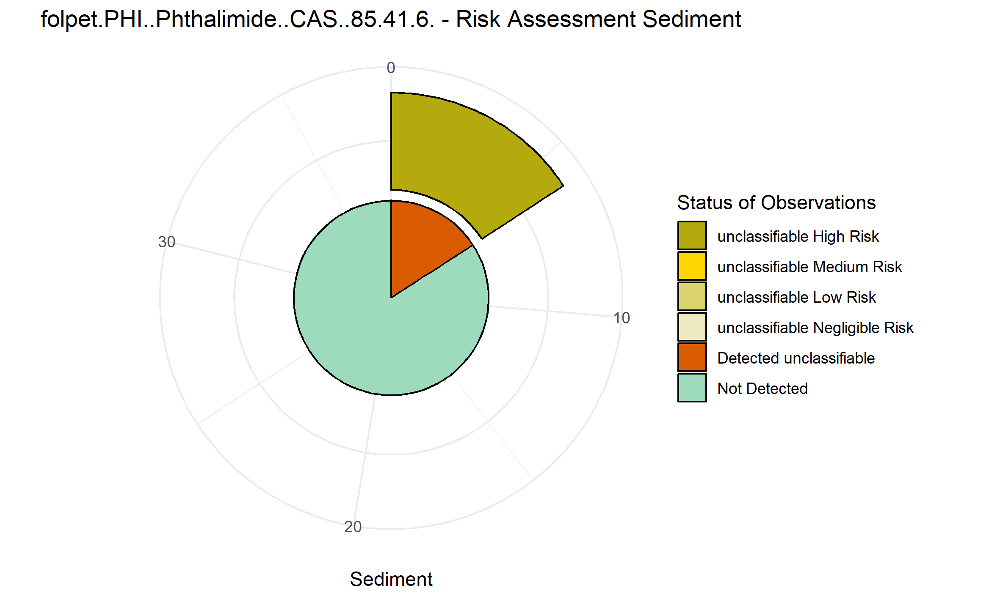 folpet.PHI..Phthalimide..CAS..85.41.6. - Risk Assessment Sediment
0
30
10
20
Sediment
Status of Observations
unclassifiable High Risk
unclassifiable Medium Risk
unclassifiable Low Risk
unclassifiable Negligible Risk
Detected unclassifiable
Not Detected